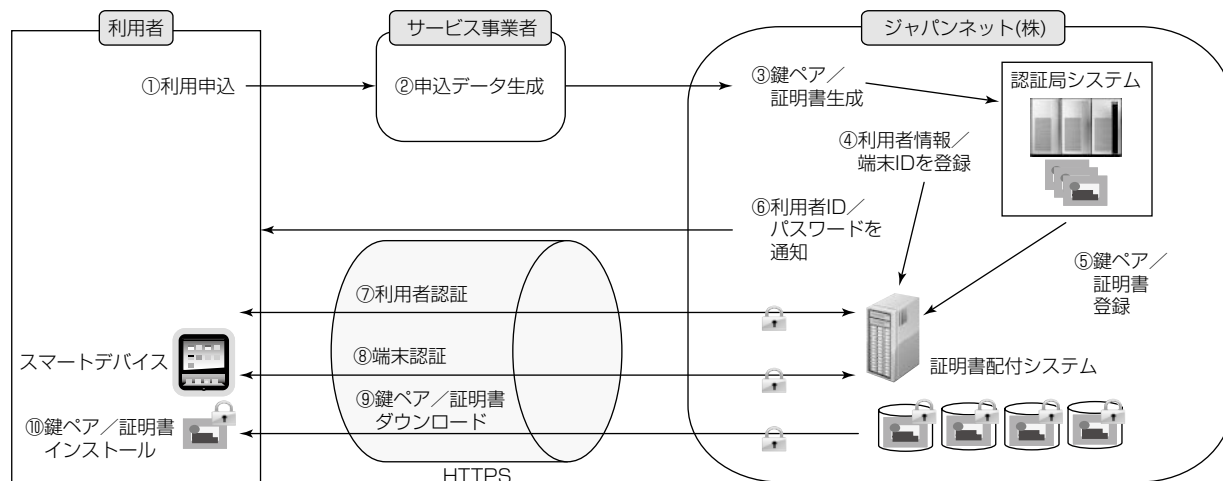 利用者
サービス事業者
ジャパンネット(株)
①利用申込
②申込データ生成
③鍵ペア／
証明書生成
認証局システム
④利用者情報／
端末IDを登録
⑥利用者ID／
パスワードを
通知
⑤鍵ペア／
証明書
登録
⑦利用者認証
スマートデバイス
⑧端末認証
証明書配付システム
⑨鍵ペア／証明書
ダウンロード
⑩鍵ペア／証明書
インストール
HTTPS